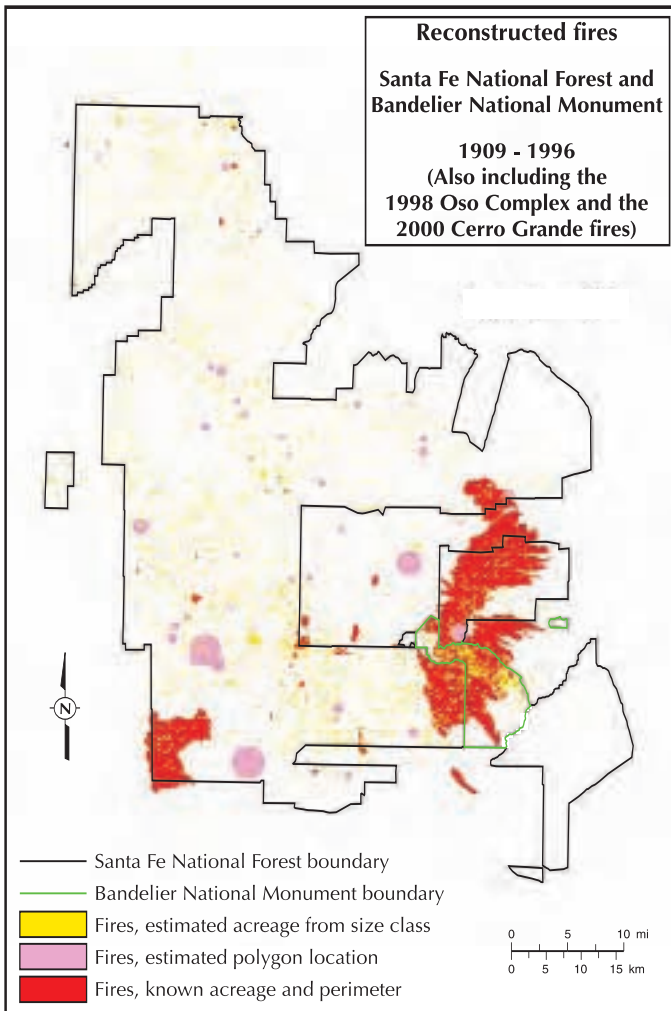 Reconstructed fires
Santa Fe National Forest and
Bandelier National Monument
1909 - 1996
(Also including the
1998 Oso Complex and the
2000 Cerro Grande fires)
N
Santa Fe National Forest boundary
Bandelier National Monument boundary
Fires, estimated acreage from size class
Fires, estimated polygon location
Fires, known acreage and perimeter
0 5 10 mi
0 5 10 15 km